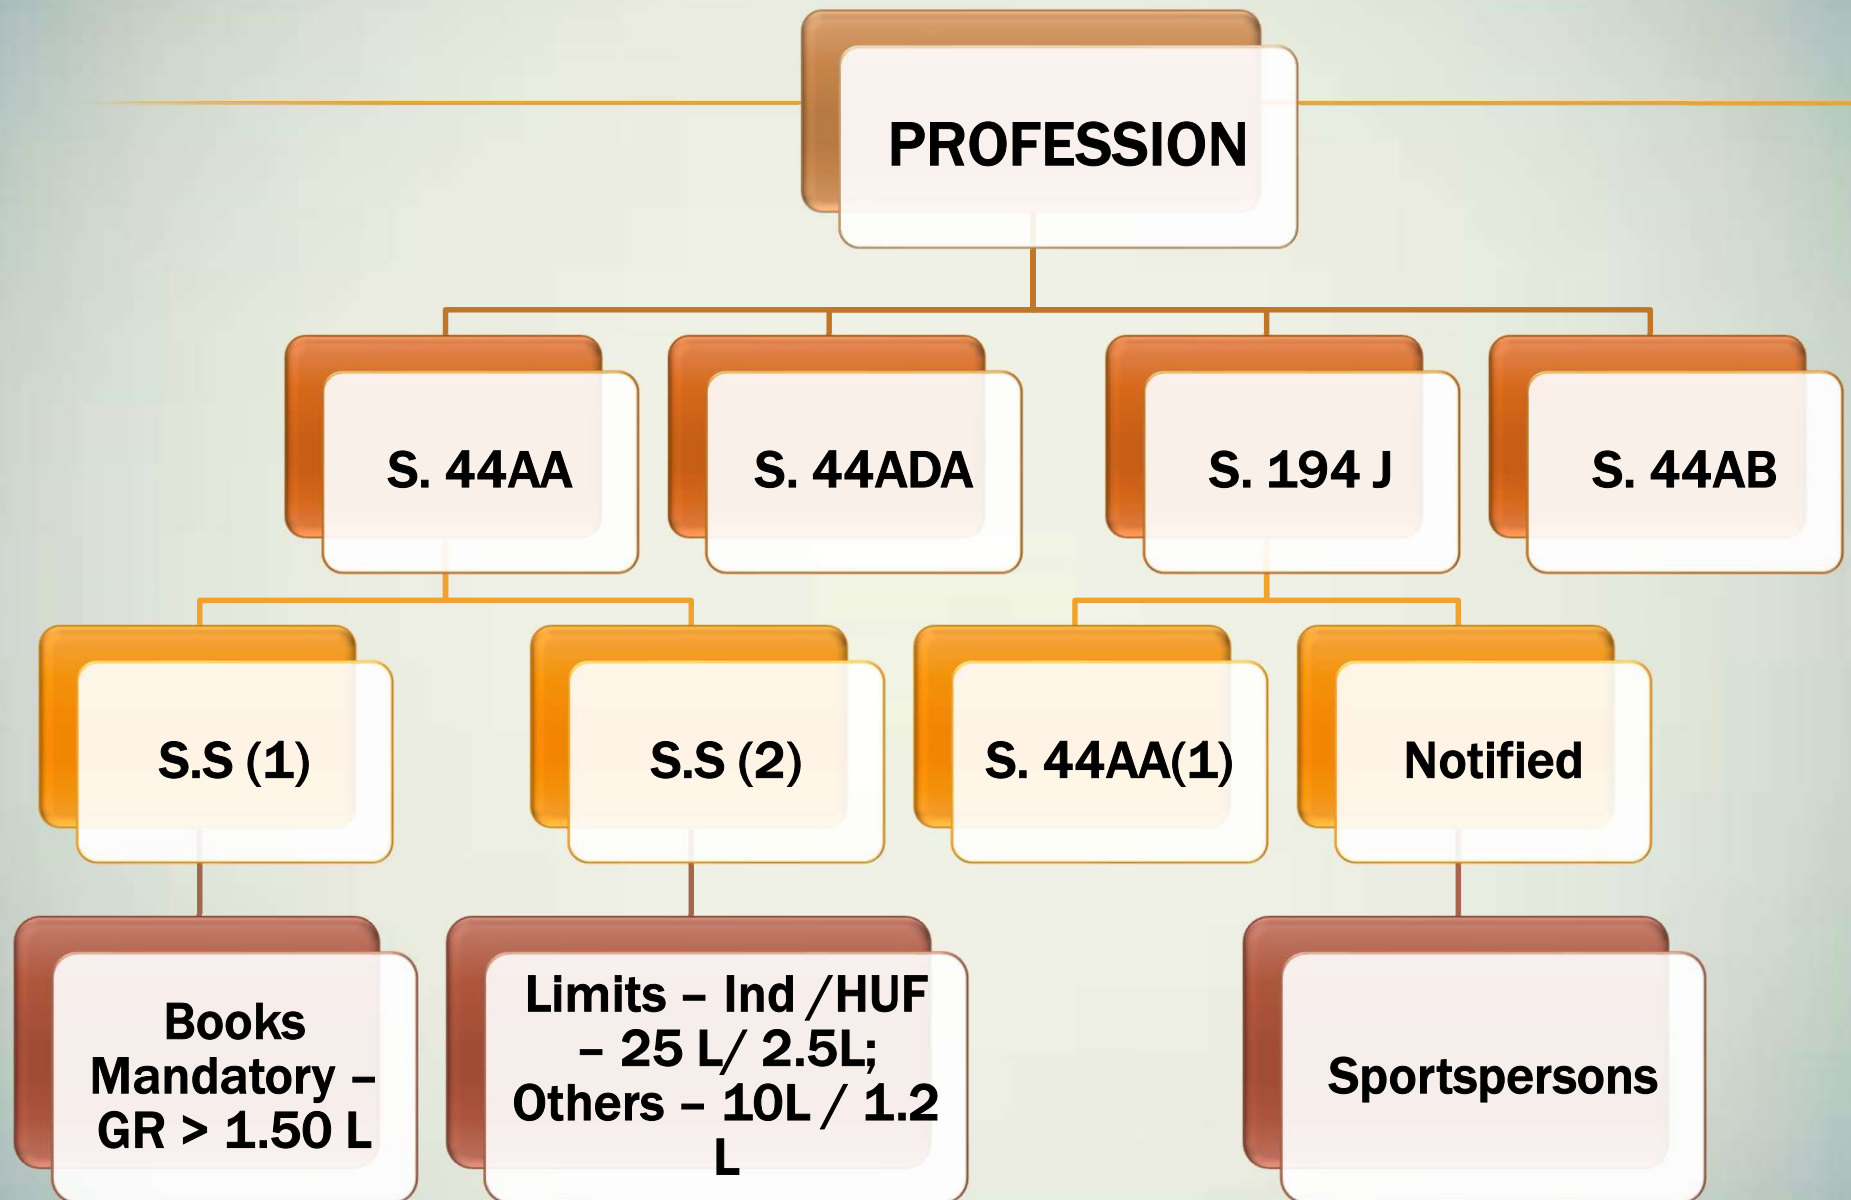 PROFESSION
S. 44AA
S. 44ADA
S. 194 J
S. 44AB
S.S (1)
S.S (2)
S. 44AA(1)
Notified
Books
Mandatory –
GR > 1.50 L
Limits – Ind /HUF
– 25 L/ 2.5L;
Others – 10L / 1.2
L
Sportspersons